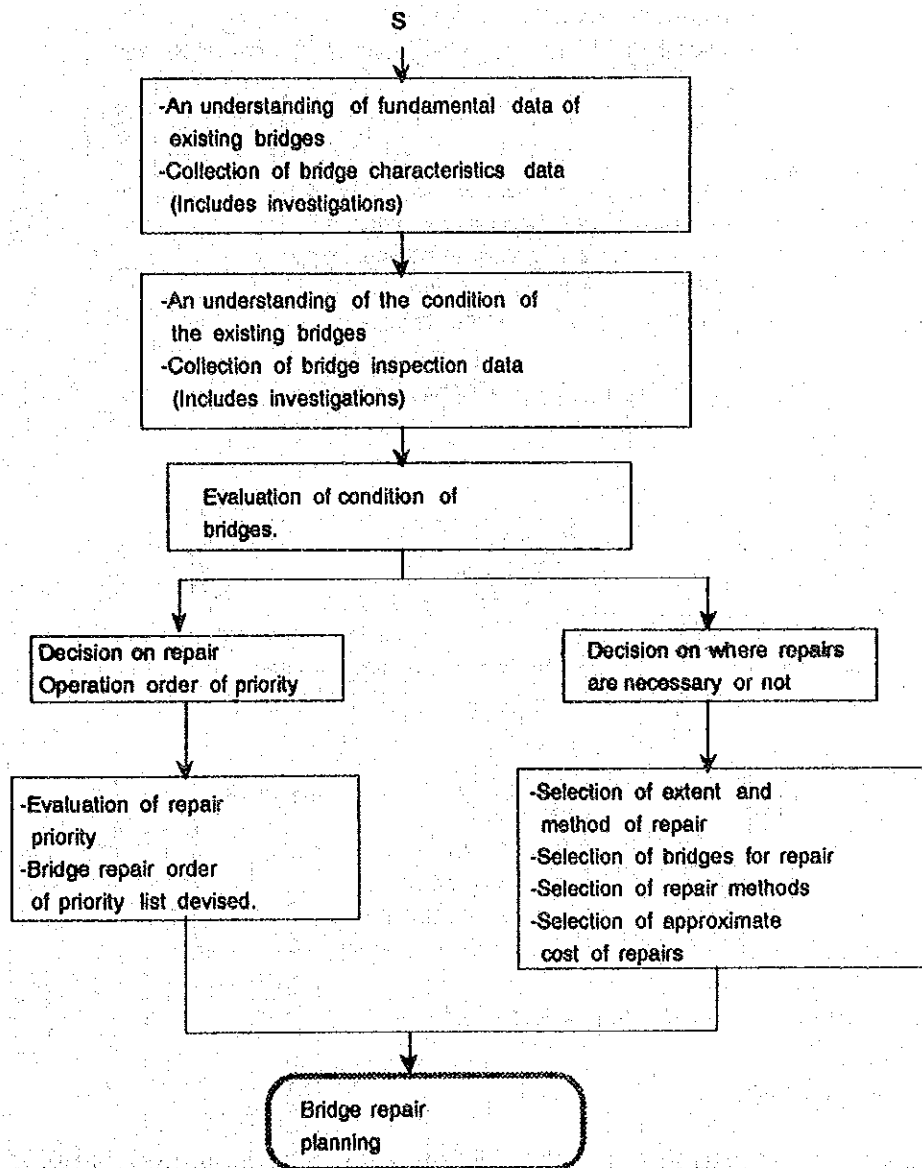 S
-An understanding of fundamental data of
existing bridges
-Collection of bridge characteristics data
(Includes investigations)
-An understanding of the condition of
the existing bridges
-Collection of bridge inspection data
(Includes investigations)
Evaluation of condition of
bridges.
Decision on repair
Operation order of priority
Decision on where repairs
are necessary or not
-Evaluation of repair
priority
-Bridge repair order
of priority list devised.
-Selection of extent and
method of repair
-Selection of bridges for repair
-Selection of repair methods
-Selection of approximate
cost of repairs
Bridge repair
planning